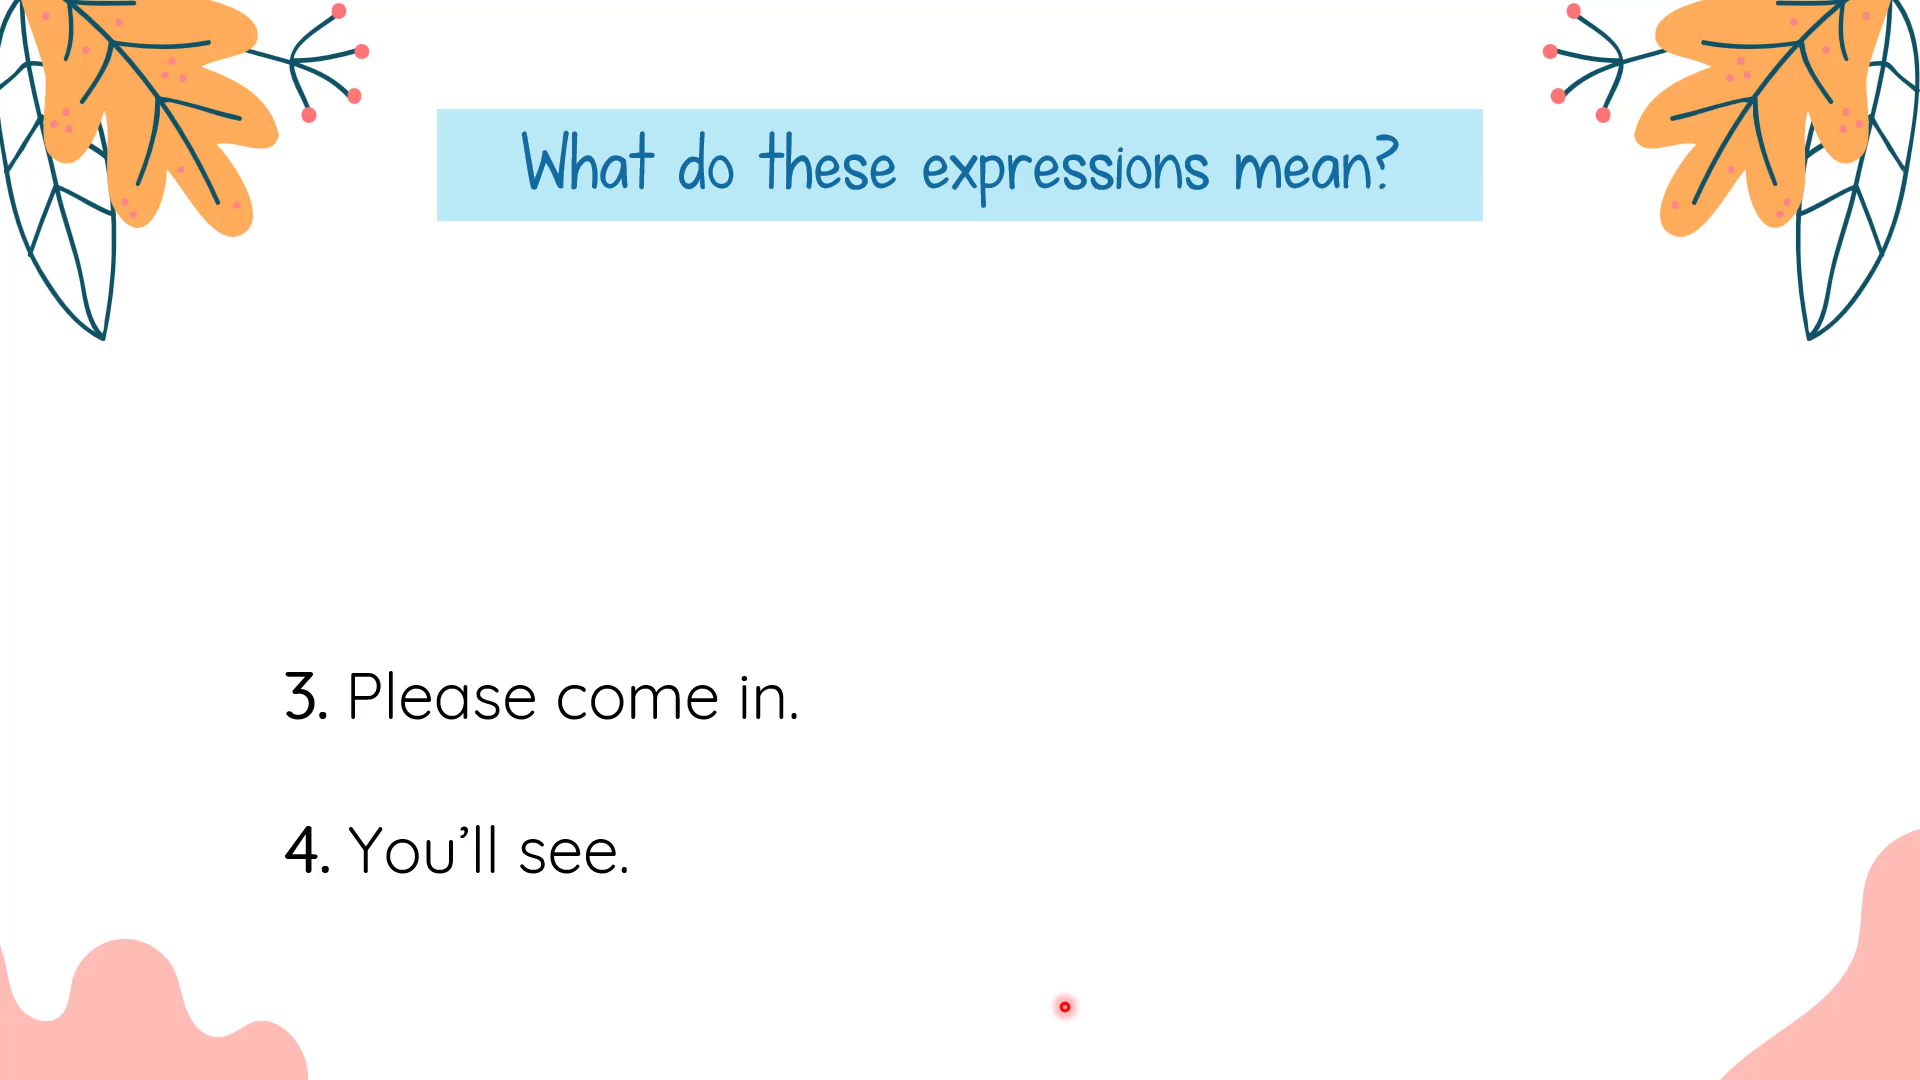 What do these expressions mean?
3. Please come in.
4. You’ll see.